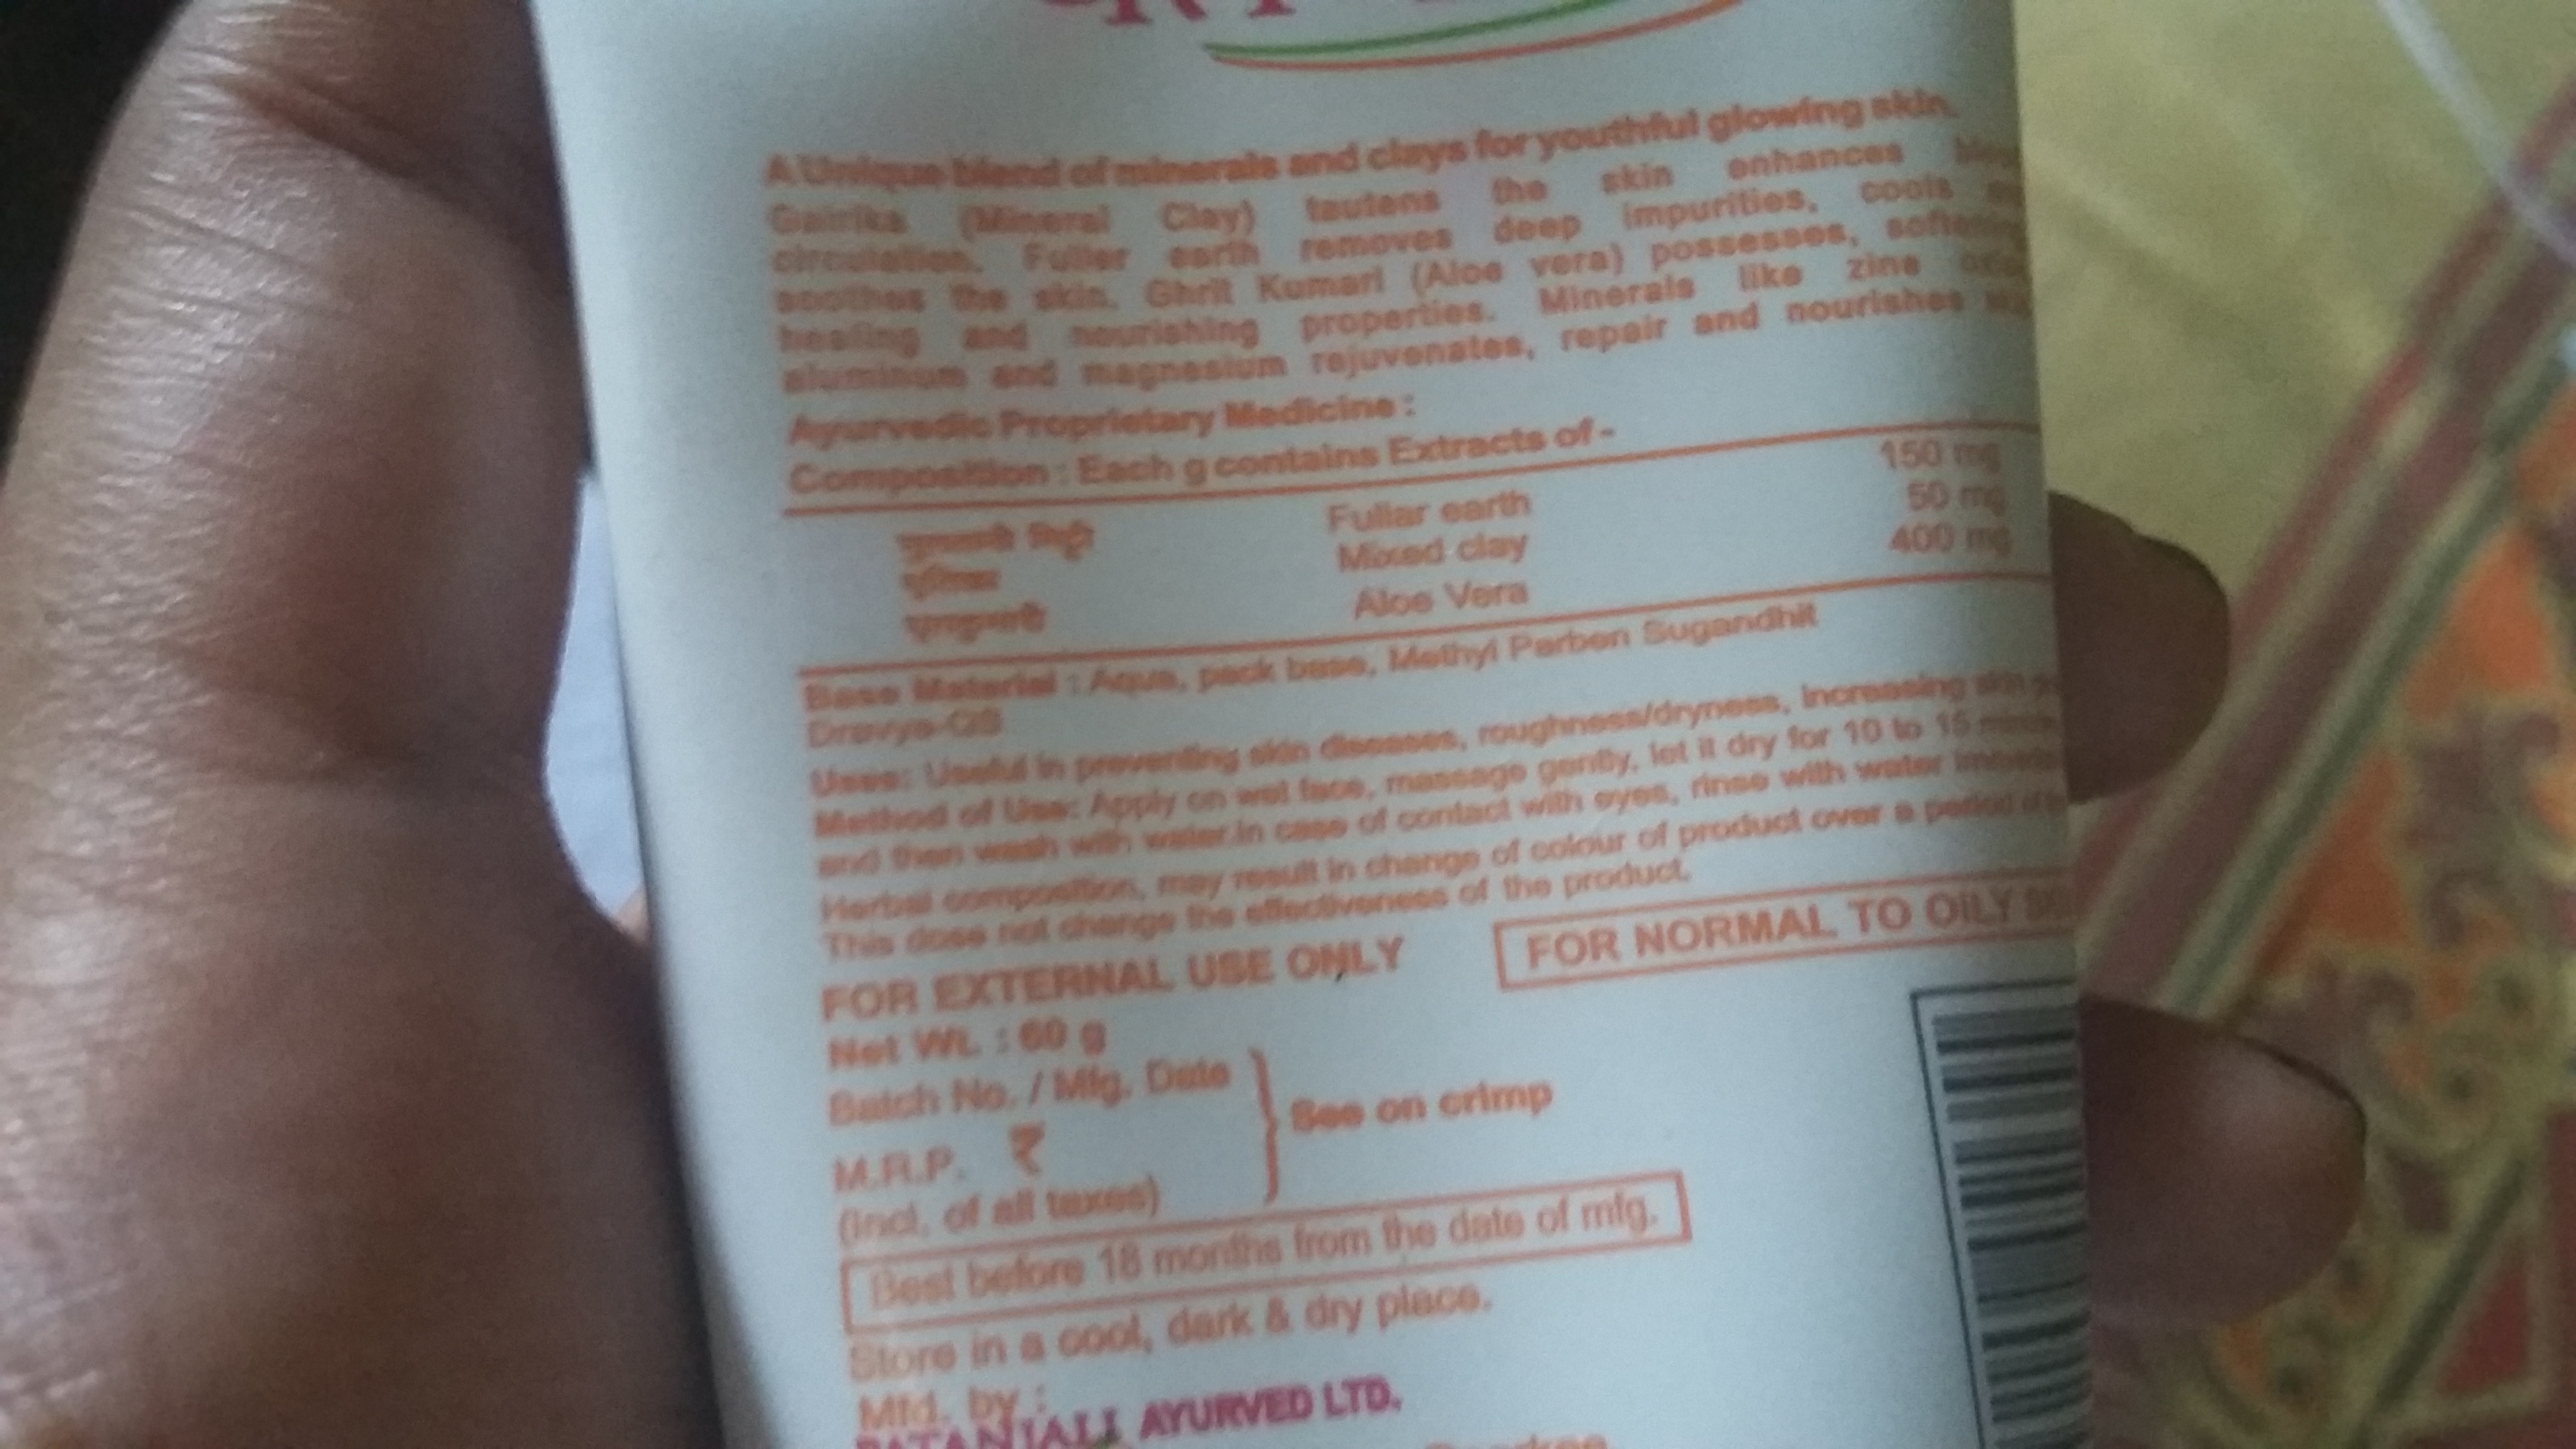 A Unique blend of minerals and clays for youthful glowing skin.
Gairika (Mineral Clay) tautens the skin enhances
circulation. Fuller earth removes deep impurities, cools
soothes the skin. Ghrit Kumari (Aloe vera) possesses,
healing and nourishing properties. Minerals like zinc
aluminum and magnesium rejuvenates, repair and nourishes
Ayurvedic Proprietary Medicine :
Composition : Each g contains Extracts of -
मुलतानी मिट्टी Fullar earth 150 mg
Mixed clay 50 mg
घृतकुमारी Aloe Vera 400 mg
Base Material : Aqua, pack base, Methyl Parben Sugandhit
Dravya-QS
Uses: Useful in preventing skin diseases, roughness/dryness, increasing skin
Method of Use: Apply on wet face, massage gently, let it dry for 10 to 15
and then wash with water.In case of contact with eyes, rinse with water
Herbal composition, may result in change of colour of product over a period of
This dose not change the effectiveness of the product.
FOR EXTERNAL USE ONLY
FOR NORMAL TO OILY
Net Wt. : 60 g
Batch No. / Mfg. Date
M.R.P. ₹
(Incl. of all taxes)
See on crimp
Best before 18 months from the date of mfg.
Store in a cool, dark & dry place.
Mfd. by :
PATANJALI AYURVED LTD.